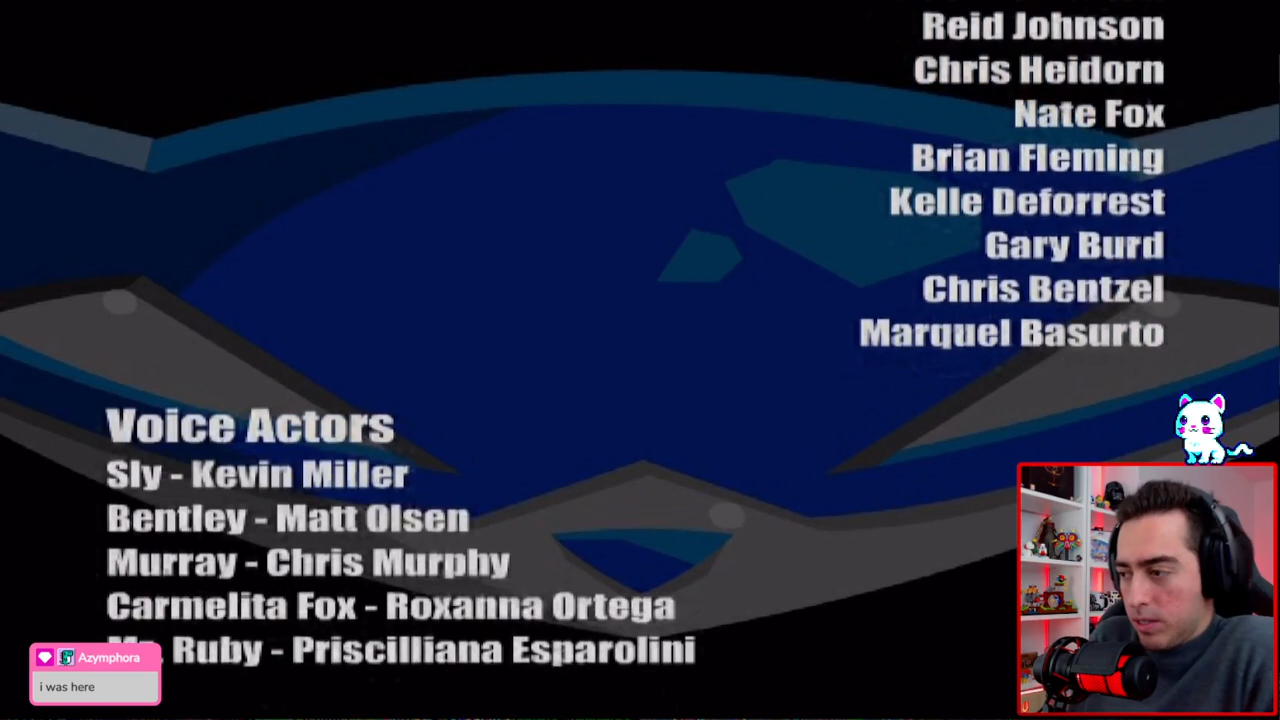 Reid Johnson
Chris Heidorn
Nate Fox
Brian Fleming
Kelle Deforrest
Gary Burd
Chris Bentzel
Marquel Basurto
Voice Actors
Sly - Kevin Miller
Bentley - Matt Olsen
Murray - Chris Murphy
Carmelita Fox - Roxanna Ortega
Ruby - Priscilliana Esparolini
Azymphora
i was here